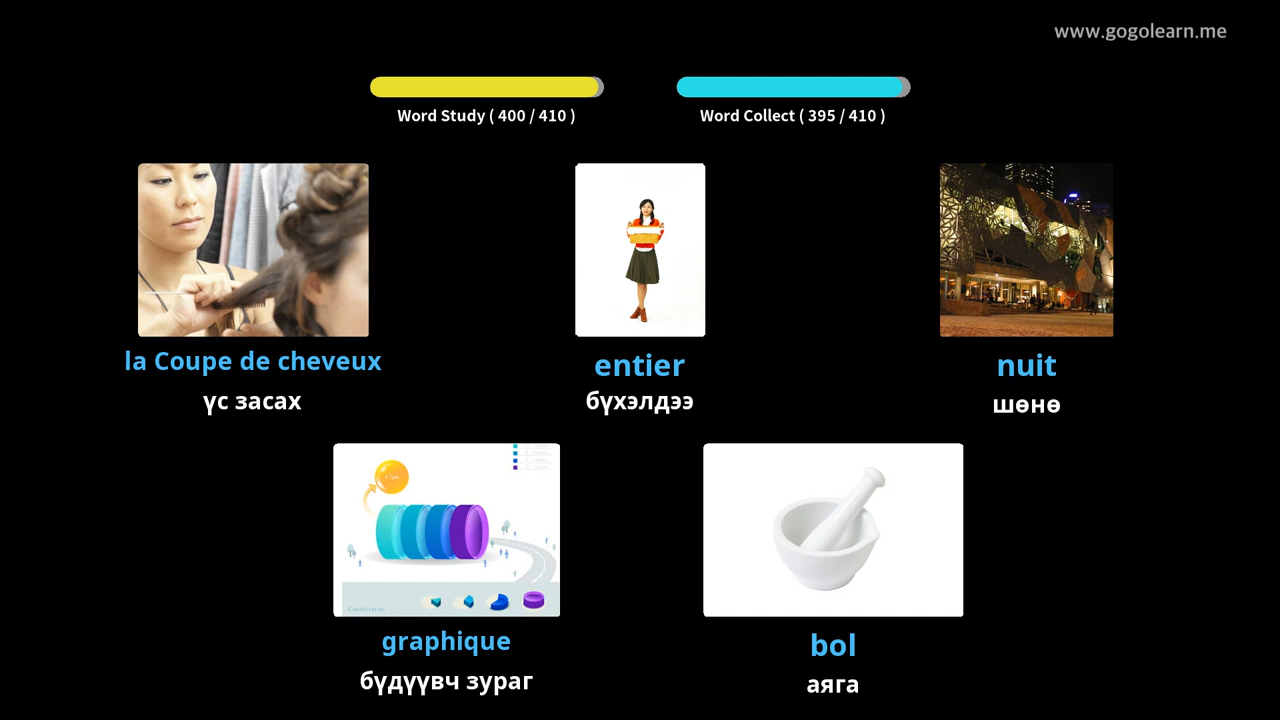 www.gogolearn.me
Word Study ( 400 / 410 )
Word Collect ( 395 / 410 )
la Coupe de cheveux
үс засах
entier
бүхэлдээ
nuit
шөнө
graphique
бүдүүвч зураг
bol
аяга